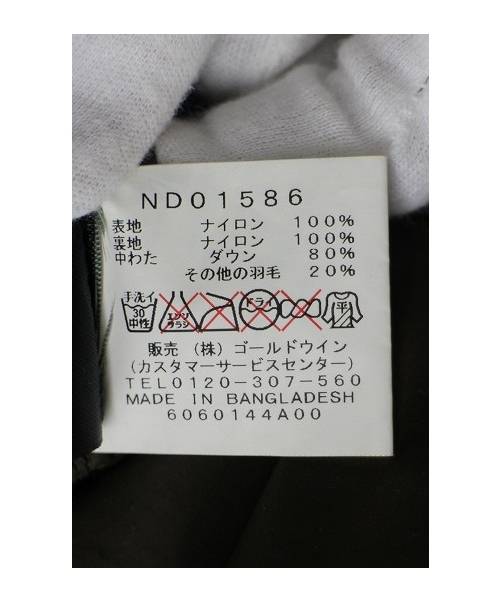 ND01586
表地 ナイロン 100%
裏地 ナイロン 100%
中わた ダウン 80%
その他の羽毛 20%
手洗イ 30 中性 エンソ サラシ ドライ 平
販売 (株) ゴールドウイン
(カスタマーサービスセンター)
TEL0120-307-560
MADE IN BANGLADESH
6060144A00